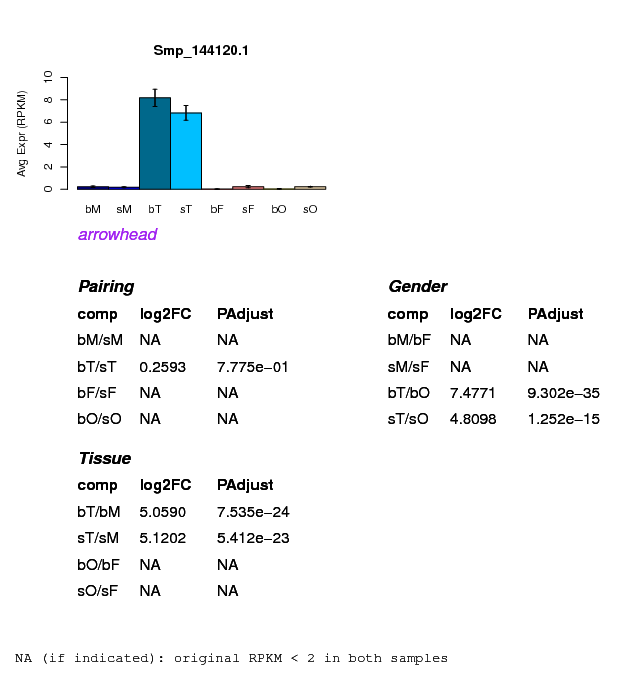 Smp_144120.1
Avg Expr (RPKM)
10
8
6
4
2
0
bM sM bT sT bF sF bO sO
arrowhead
Pairing
comp log2FC PAdjust
bM/sM NA NA
bT/sT 0.2593 7.775e−01
bF/sF NA NA
bO/sO NA NA
Gender
comp log2FC PAdjust
bM/bF NA NA
sM/sF NA NA
bT/bO 7.4771 9.302e−35
sT/sO 4.8098 1.252e−15
Tissue
comp log2FC PAdjust
bT/bM 5.0590 7.535e−24
sT/sM 5.1202 5.412e−23
bO/bF NA NA
sO/sF NA NA
NA (if indicated): original RPKM < 2 in both samples